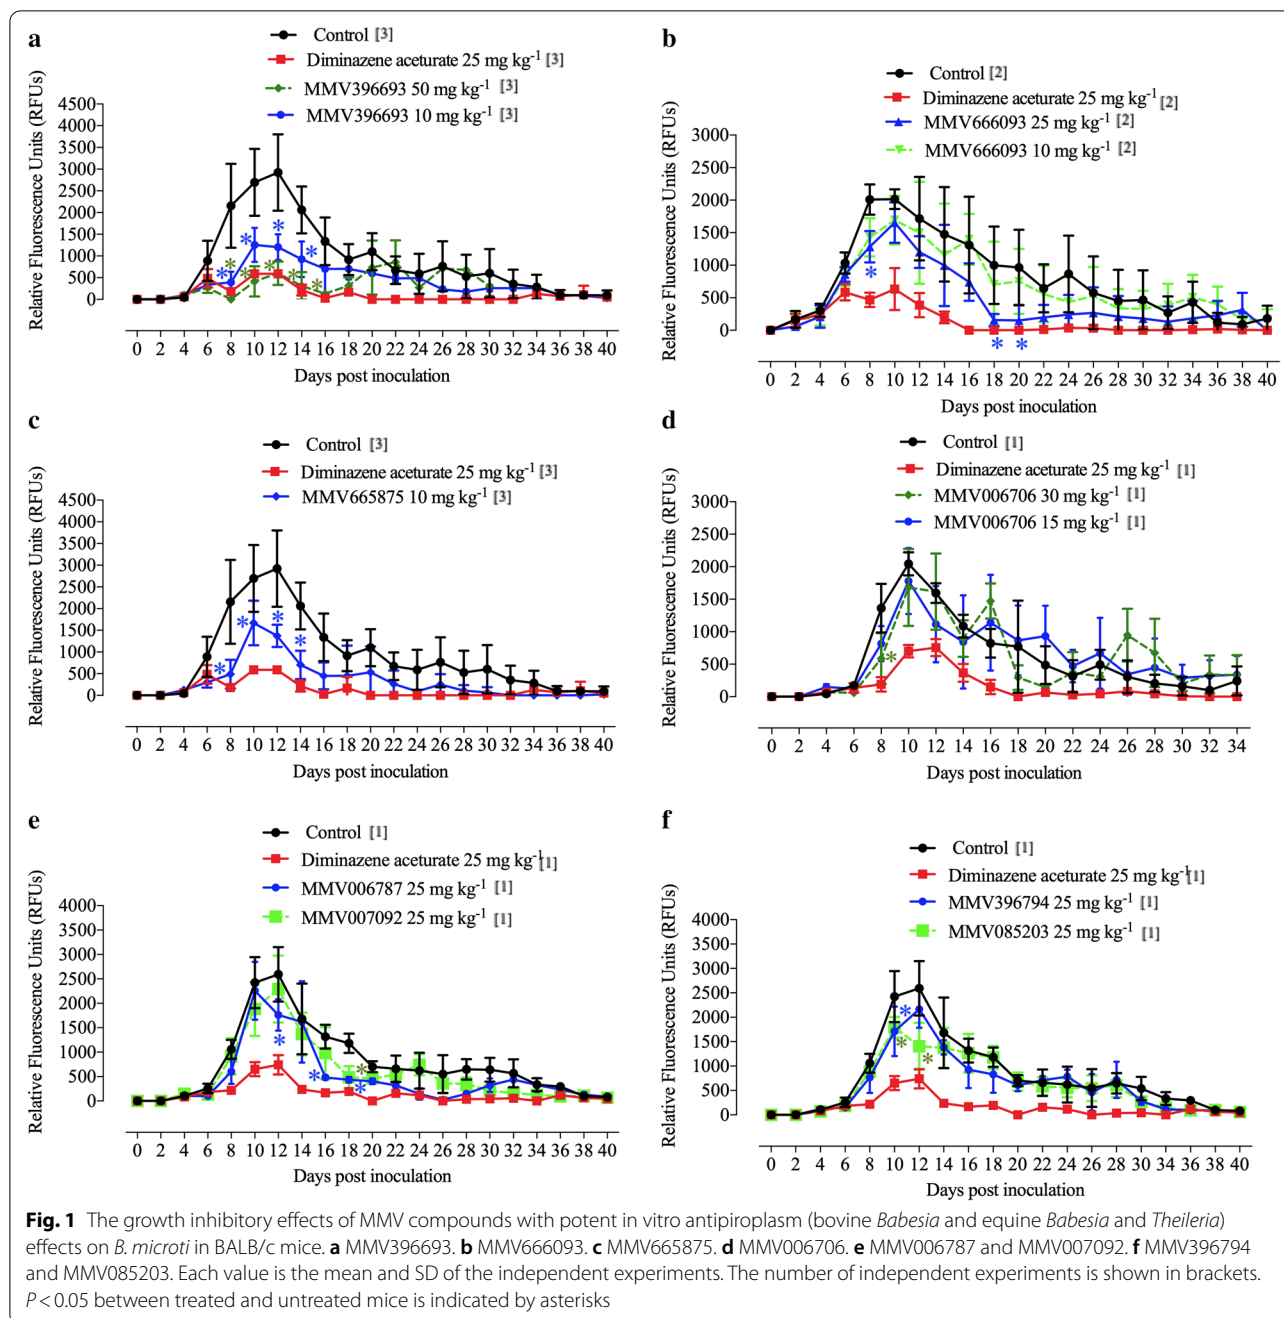 a
Control [3]
Diminazene aceturate 25 mg kg-1 [3]
MMV396693 50 mg kg-1 [3]
MMV396693 10 mg kg-1 [3]
Relative Fluorescence Units (RFUs)
4500
4000
3500
3000
2500
2000
1500
1000
500
0
* * * * * * * * *
0 2 4 6 8 10 12 14 16 18 20 22 24 26 28 30 32 34 36 38 40
Days post inoculation
b
Control [2]
Diminazene aceturate 25 mg kg-1 [2]
MMV666093 25 mg kg-1 [2]
MMV666093 10 mg kg-1 [2]
Relative Fluorescence Units (RFUs)
3000
2500
2000
1500
1000
500
0
* * *
0 2 4 6 8 10 12 14 16 18 20 22 24 26 28 30 32 34 36 38 40
Days post inoculation
c
Control [3]
Diminazene aceturate 25 mg kg-1 [3]
MMV665875 10 mg kg-1 [3]
Relative Fluorescence Units (RFUs)
4500
4000
3500
3000
2500
2000
1500
1000
500
0
* * * *
0 2 4 6 8 10 12 14 16 18 20 22 24 26 28 30 32 34 36 38 40
Days post inoculation
d
Control [1]
Diminazene aceturate 25 mg kg-1 [1]
MMV006706 30 mg kg-1 [1]
MMV006706 15 mg kg-1 [1]
Relative Fluorescence Units (RFUs)
3000
2500
2000
1500
1000
500
0
*
0 2 4 6 8 10 12 14 16 18 20 22 24 26 28 30 32 34
Days post inoculation
e
Control [1]
Diminazene aceturate 25 mg kg-1 [1]
MMV006787 25 mg kg-1 [1]
MMV007092 25 mg kg-1 [1]
Relative Fluorescence Units (RFUs)
4000
3500
3000
2500
2000
1500
1000
500
0
* * * *
0 2 4 6 8 10 12 14 16 18 20 22 24 26 28 30 32 34 36 38 40
Days post inoculation
f
Control [1]
Diminazene aceturate 25 mg kg-1 [1]
MMV396794 25 mg kg-1 [1]
MMV085203 25 mg kg-1 [1]
Relative Fluorescence Units (RFUs)
4000
3500
3000
2500
2000
1500
1000
500
0
* * *
0 2 4 6 8 10 12 14 16 18 20 22 24 26 28 30 32 34 36 38 40
Days post inoculation
Fig. 1 The growth inhibitory effects of MMV compounds with potent in vitro antipiroplasm (bovine Babesia and equine Babesia and Theileria)
effects on B. microti in BALB/c mice. a MMV396693. b MMV666093. c MMV665875. d MMV006706. e MMV006787 and MMV007092. f MMV396794
and MMV085203. Each value is the mean and SD of the independent experiments. The number of independent experiments is shown in brackets.
P < 0.05 between treated and untreated mice is indicated by asterisks